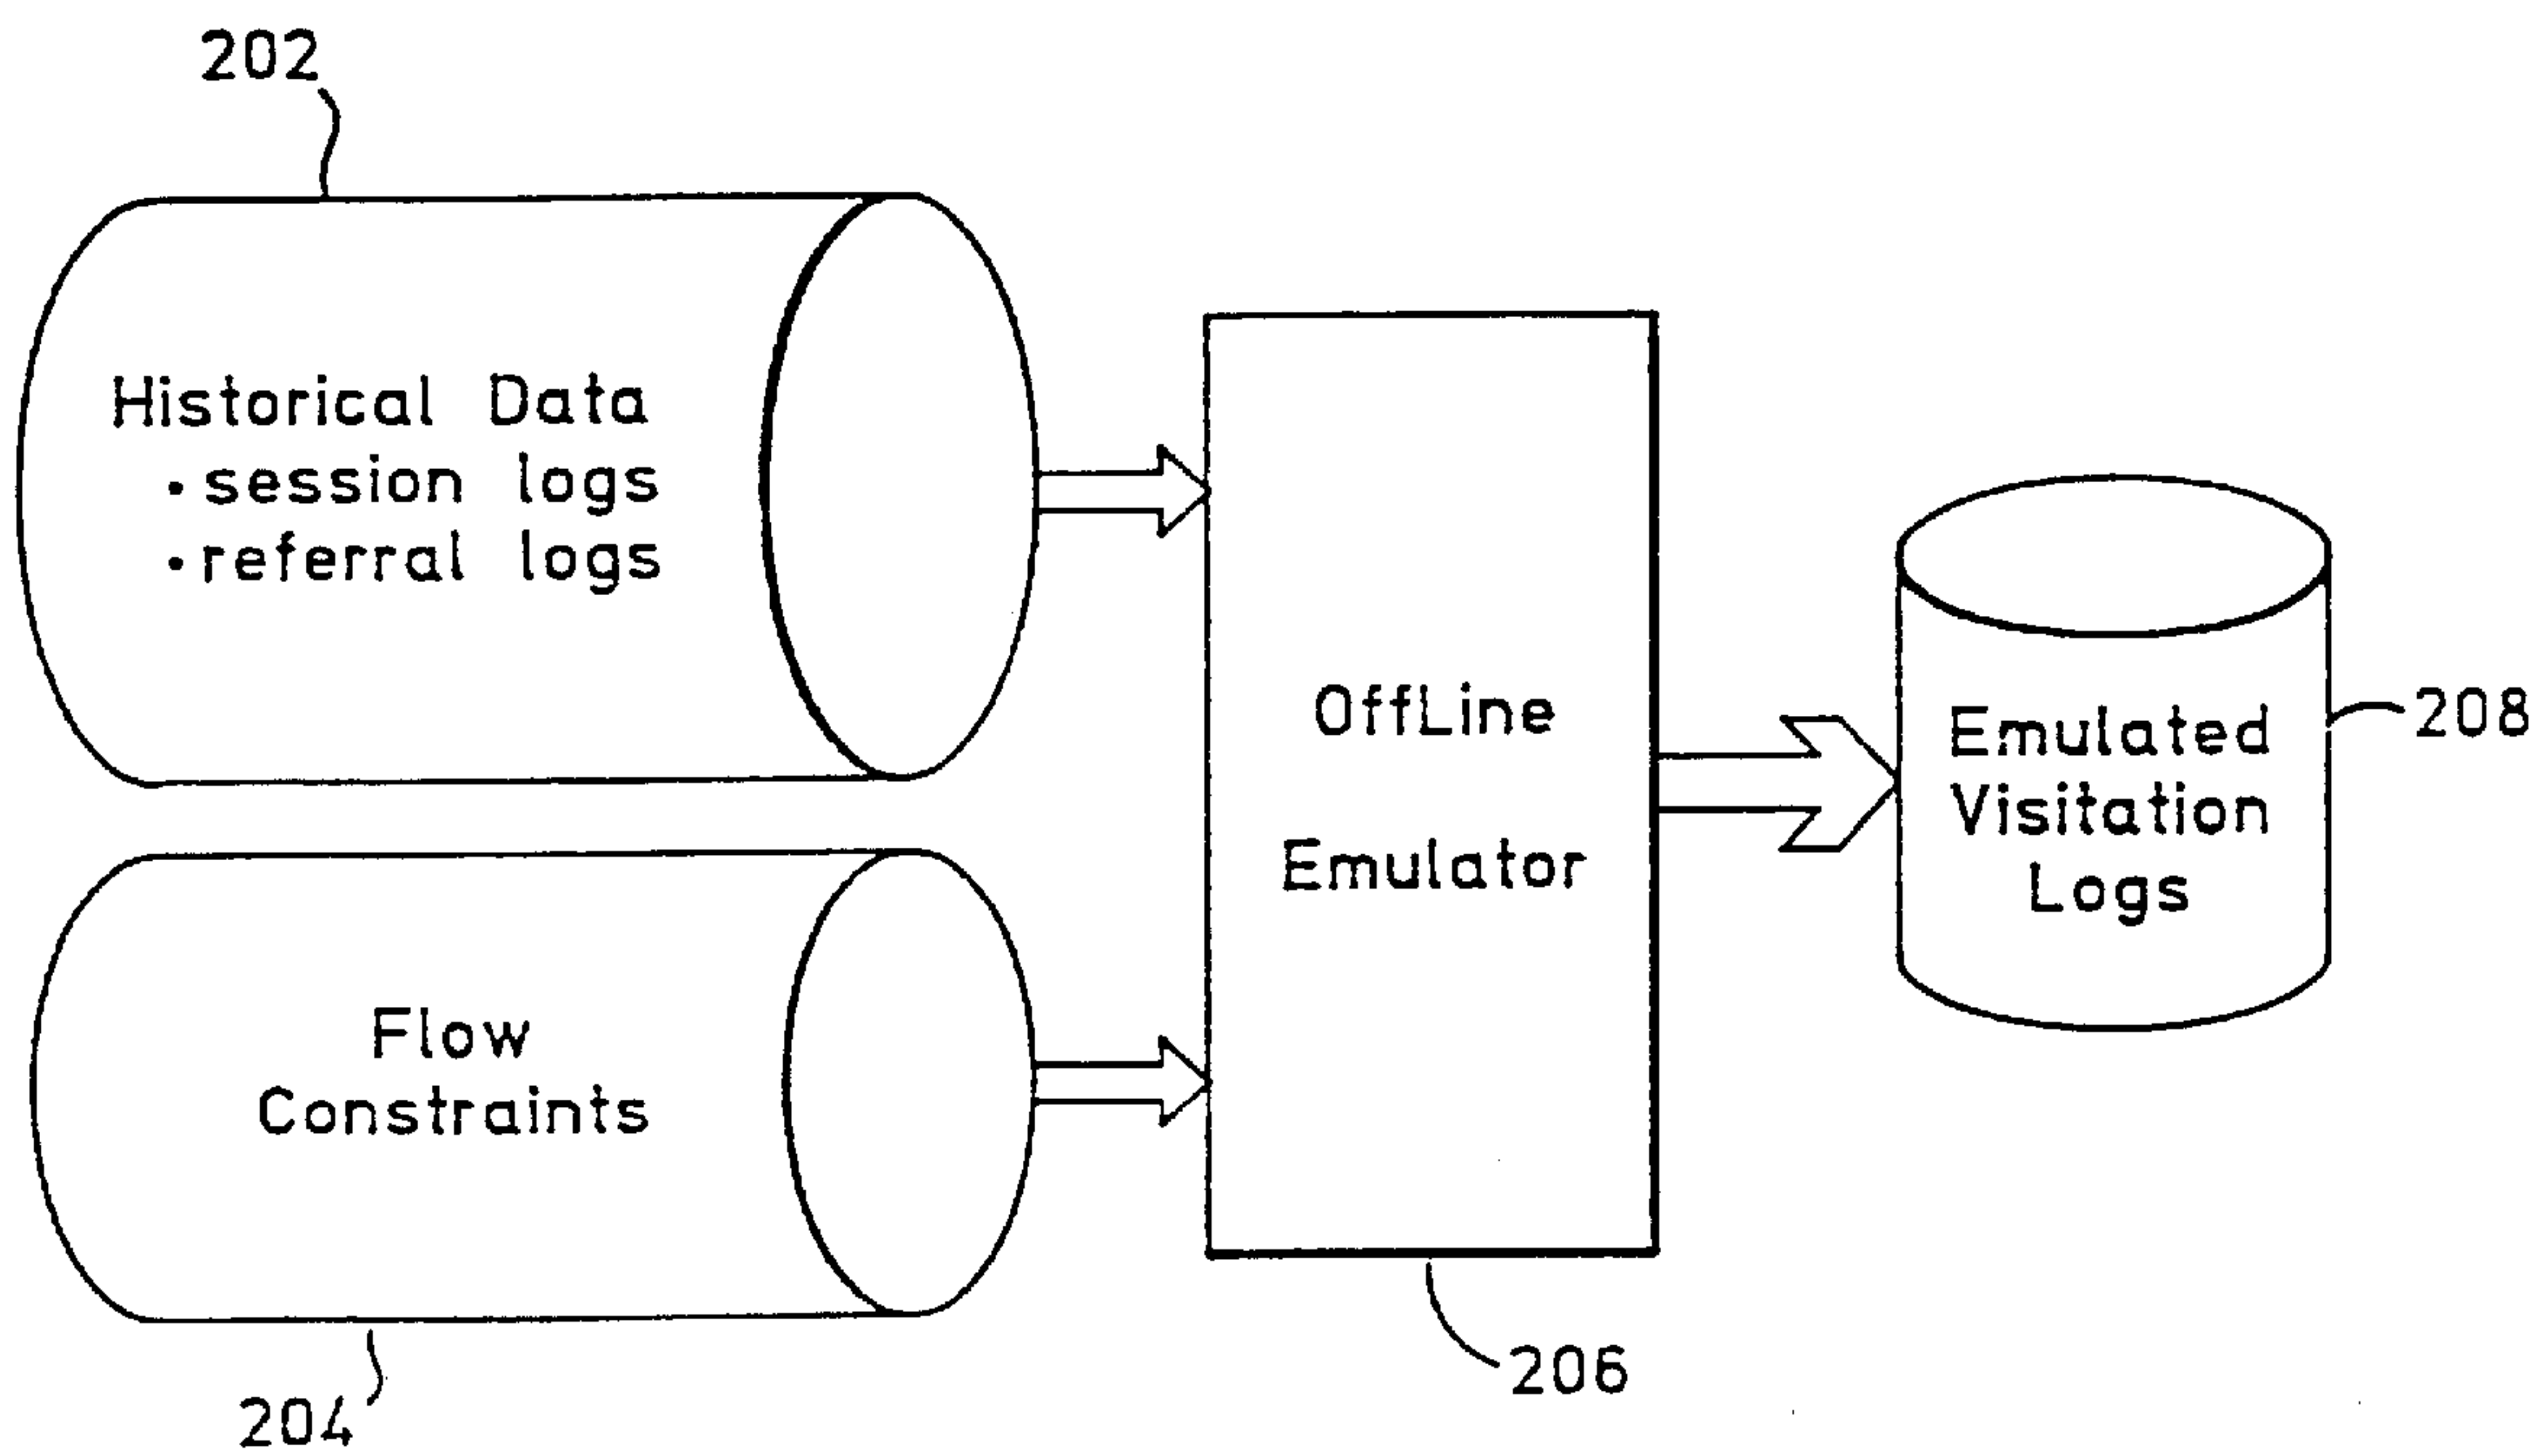 202
Historical Data
• session logs
• referral logs
OffLine
Emulator
Emulated
Visitation
Logs
208
Flow
Constraints
206
204